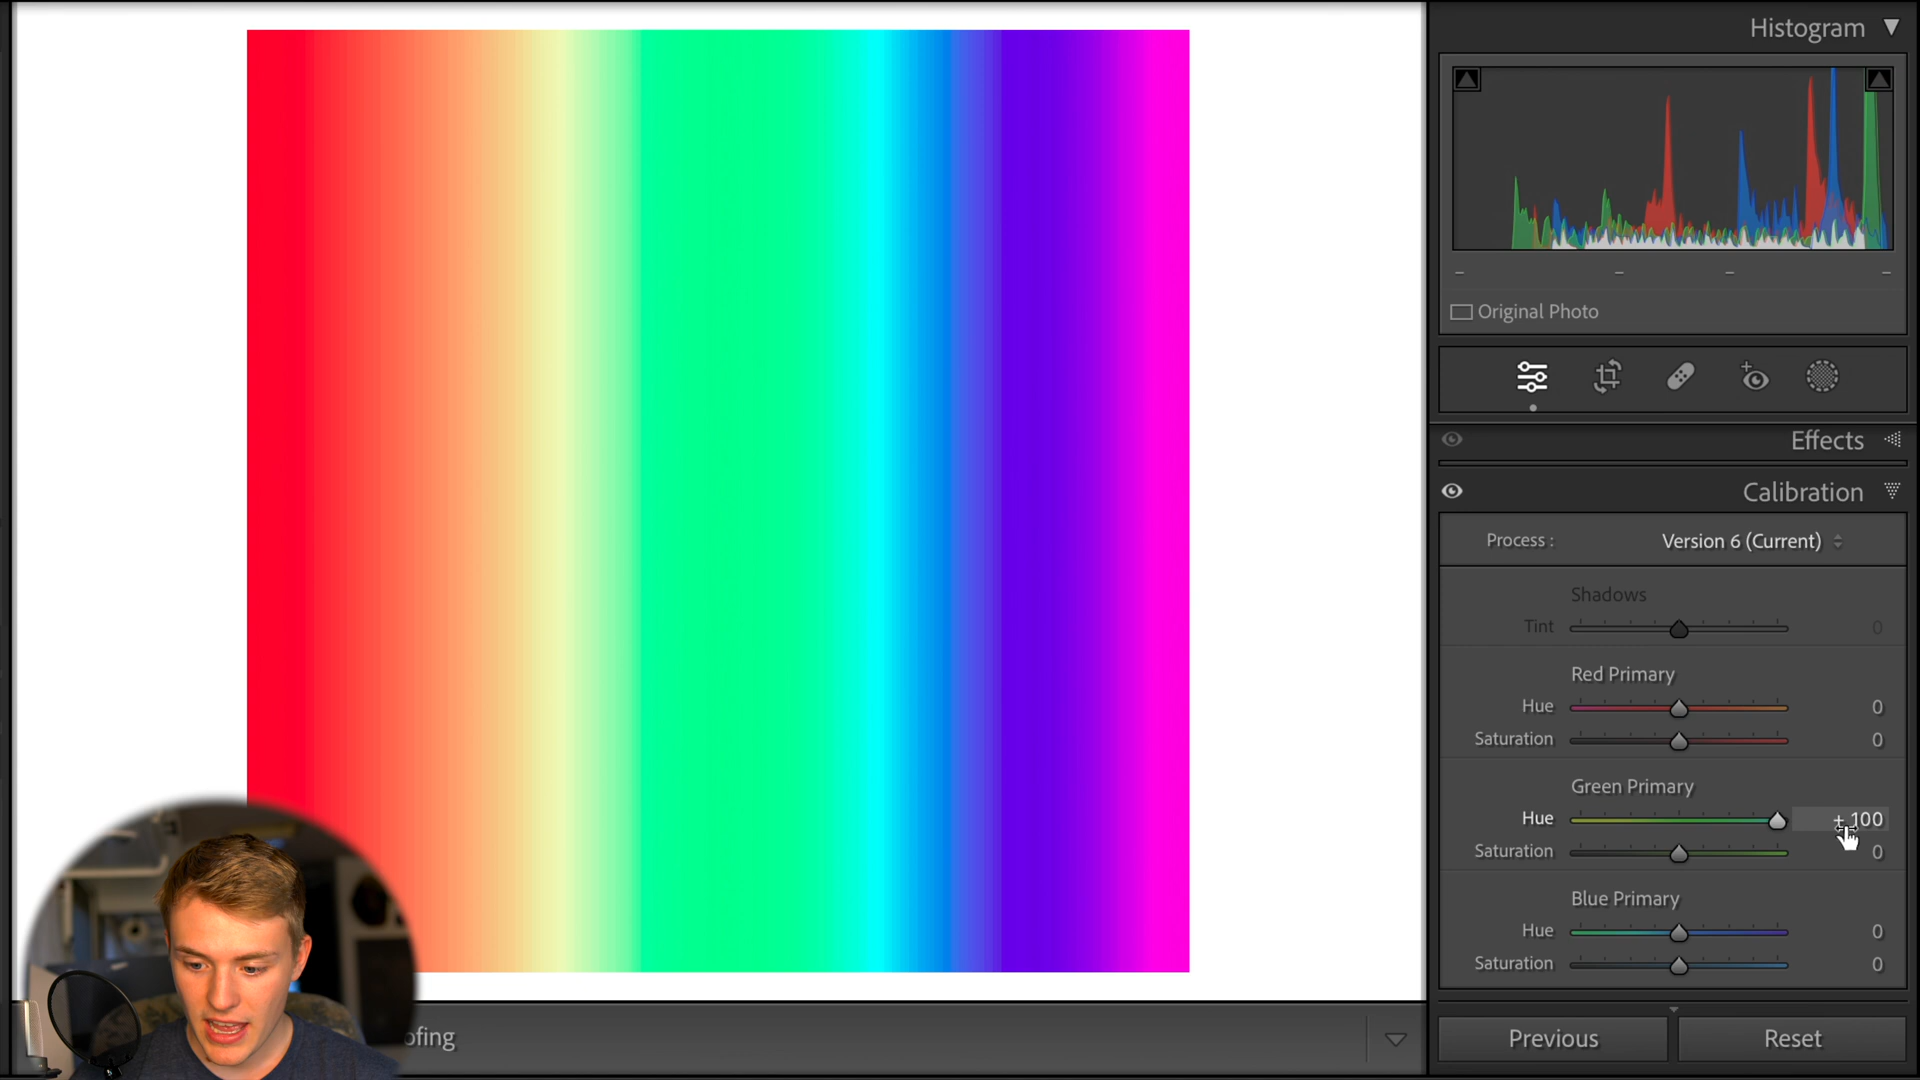 Histogram
Original Photo
Effects
Calibration
Process :
Version 6 (Current)
Shadows
Tint 0
Red Primary
Hue 0
Saturation 0
Green Primary
Hue + 100
Saturation 0
Blue Primary
Hue 0
Saturation 0
ofing
Previous
Reset